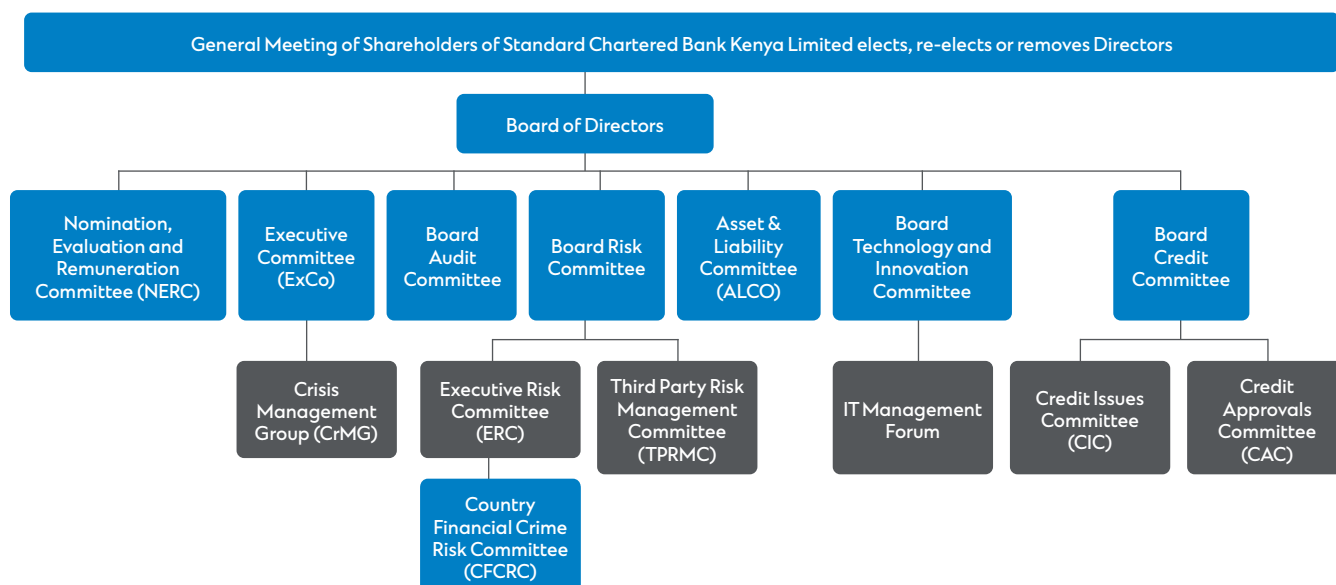 General Meeting of Shareholders of Standard Chartered Bank Kenya Limited elects, re-elects or removes Directors
Board of Directors
Nomination,
Evaluation and
Remuneration
Committee (NERC)
Executive
Committee
(ExCo)
Board
Audit
Committee
Board Risk
Committee
Asset &
Liability
Committee
(ALCO)
Board
Technology and
Innovation
Committee
Board
Credit
Committee
Crisis
Management
Group (CrMG)
Executive Risk
Committee
(ERC)
Third Party Risk
Management
Committee
(TPRMC)
IT Management
Forum
Credit Issues
Committee
(CIC)
Credit
Approvals
Committee
(CAC)
Country
Financial Crime
Risk Committee
(CFCRC)